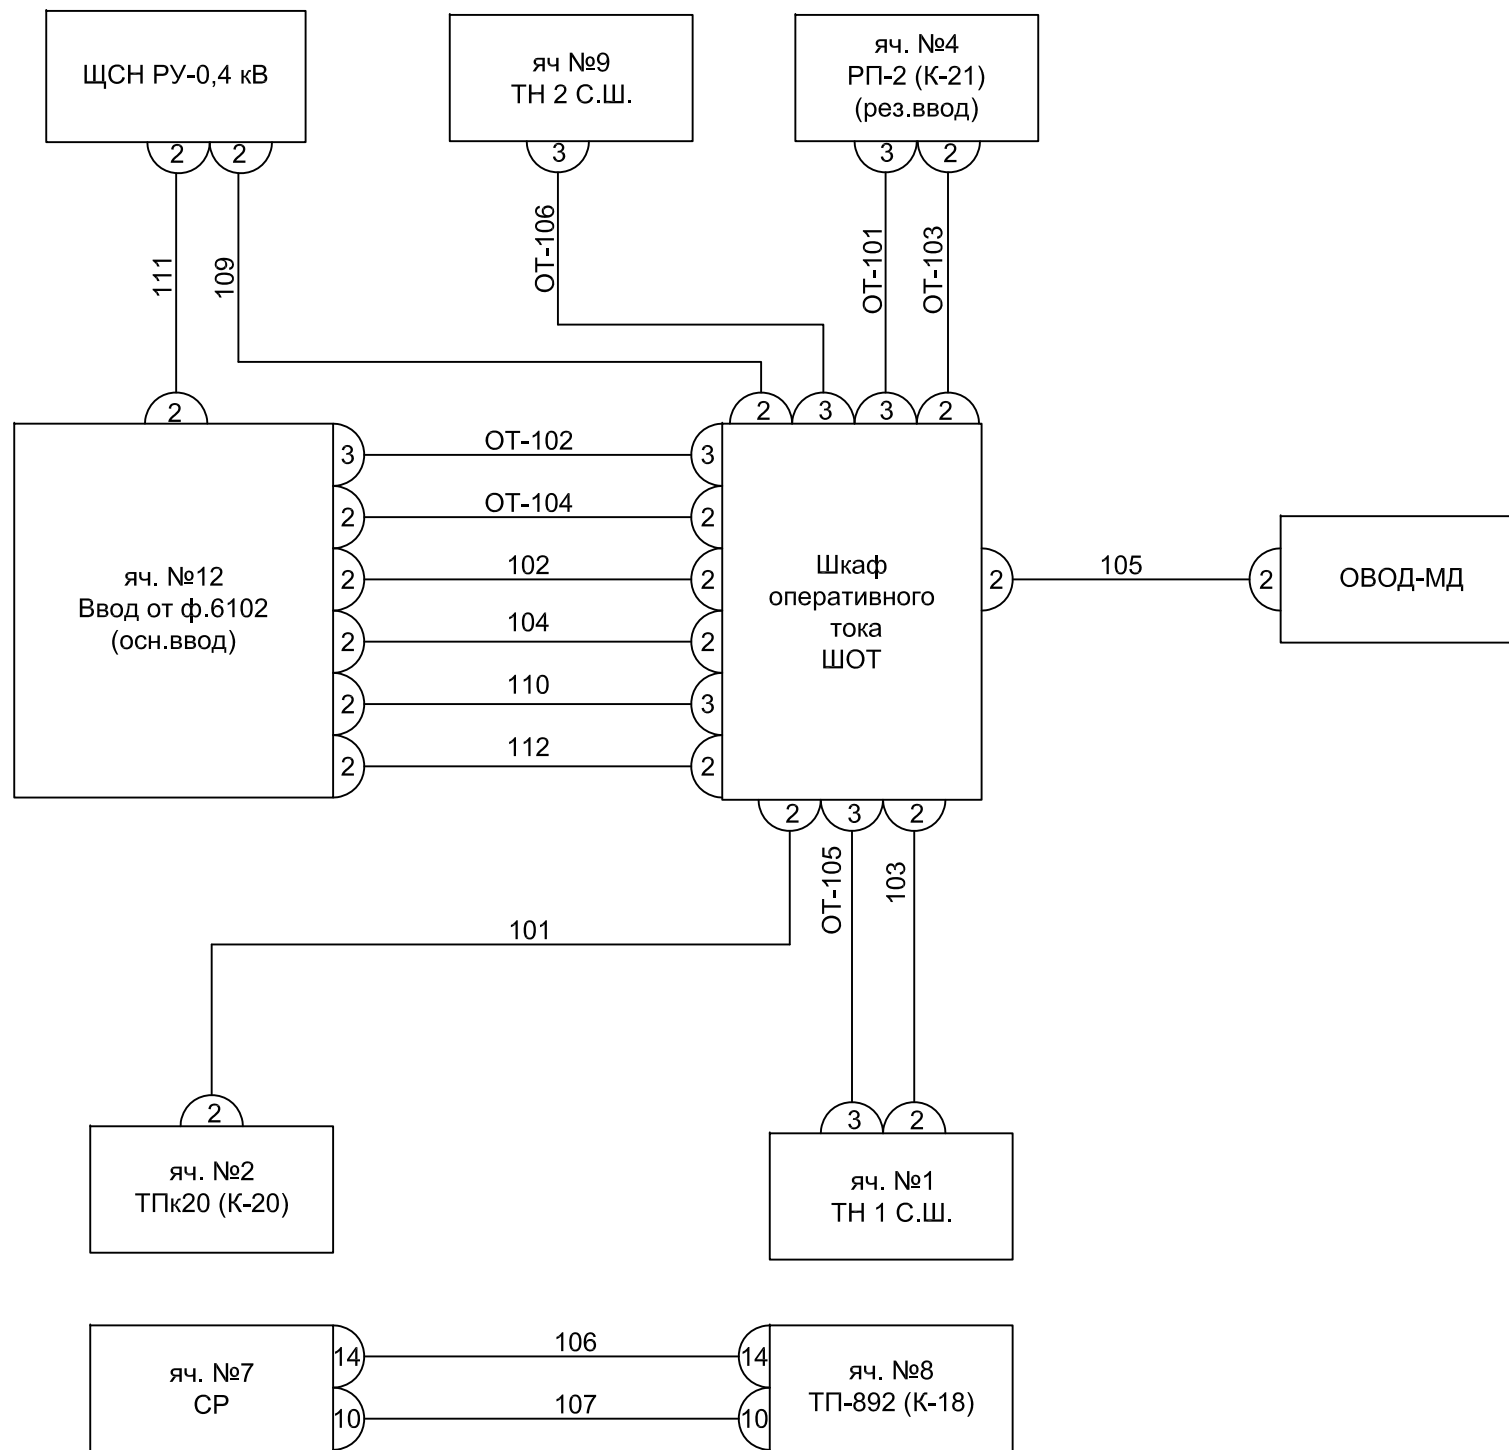 ЩСН РУ-0,4 кВ
яч №9
ТН 2 С.Ш.
яч. №4
РП-2 (К-21)
(рез.ввод)
2
2
3
3
2
111
109
ОТ-106
ОТ-101
ОТ-103
2
2
3
3
2
3
ОТ-102
3
2
ОТ-104
2
2
102
2
2
104
2
2
110
3
2
112
2
яч. №12
Ввод от ф.6102
(осн.ввод)
Шкаф
оперативного
тока
ШОТ
2
105
2
ОВОД-МД
2
3
2
ОТ-105
103
101
2
3
2
яч. №2
ТПк20 (К-20)
яч. №1
ТН 1 С.Ш.
14
106
14
10
107
10
яч. №7
СР
яч. №8
ТП-892 (К-18)